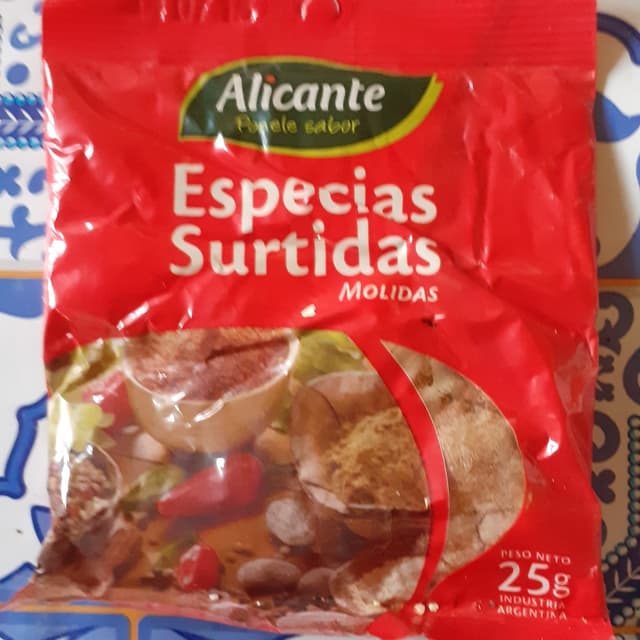 Alicante
Ponele sabor
Especias
Surtidas
MOLIDAS
PESO NETO
25g
INDUSTRIA
ARGENTINA